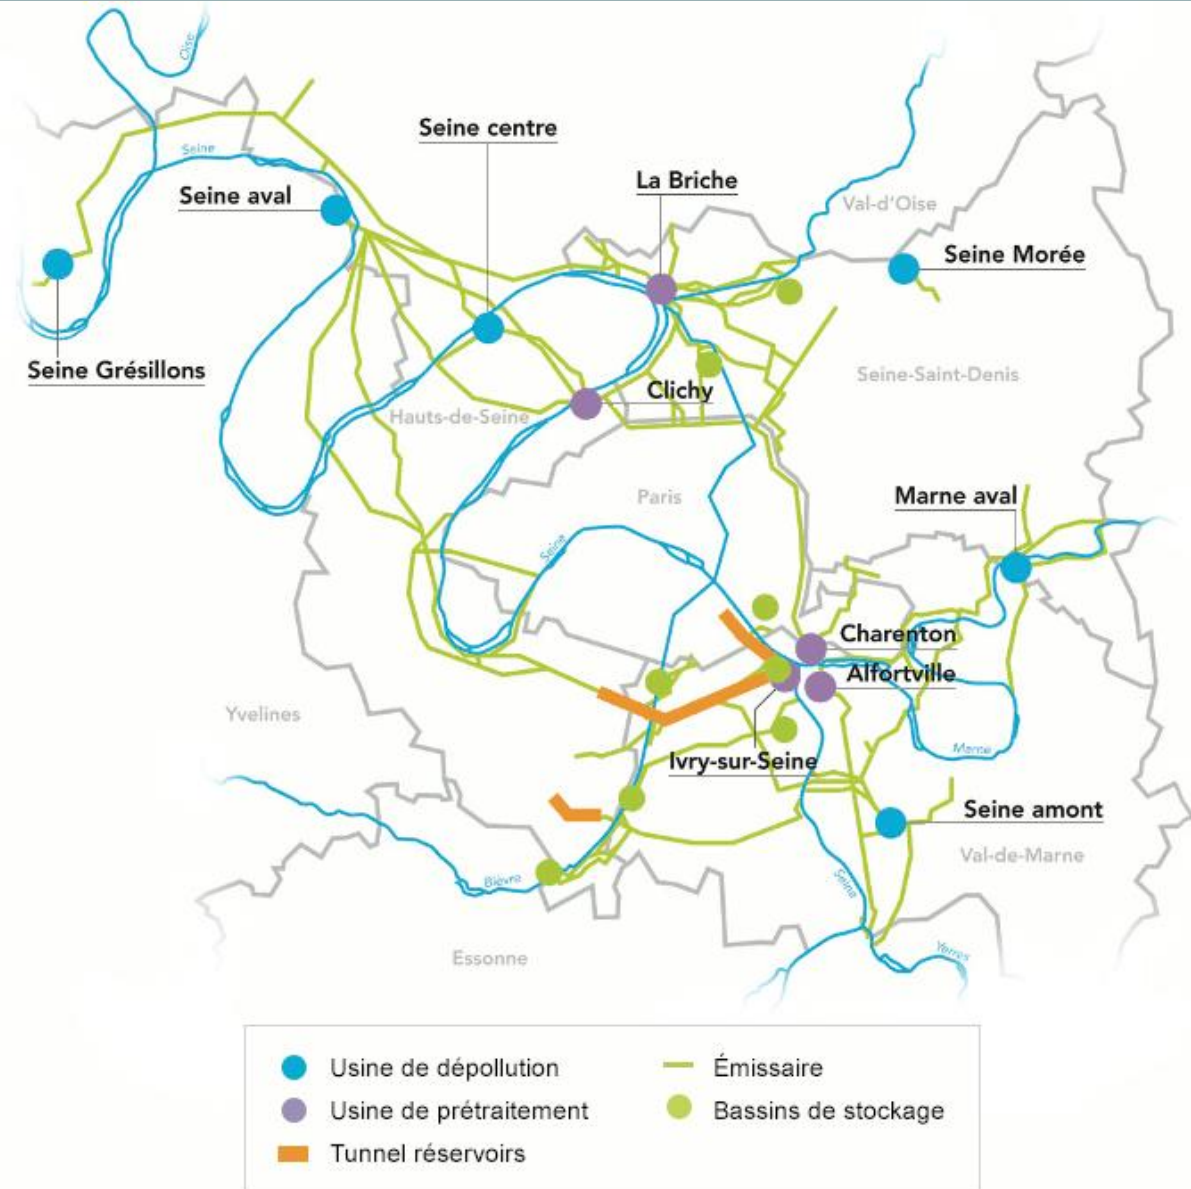 Oise
Seine centre
Seine
La Briche
Seine aval
Val-d'Oise
Seine Morée
Seine Grésillons
Clichy
Seine-Saint-Denis
Hauts-de-Seine
Paris
Marne aval
Seine
Charenton
Alfortville
Yvelines
Marne
Ivry-sur-Seine
Seine amont
Val-de-Marne
Bièvre
Seine
Essonne
Yerres
Usine de dépollution
Émissaire
Usine de prétraitement
Bassins de stockage
Tunnel réservoirs